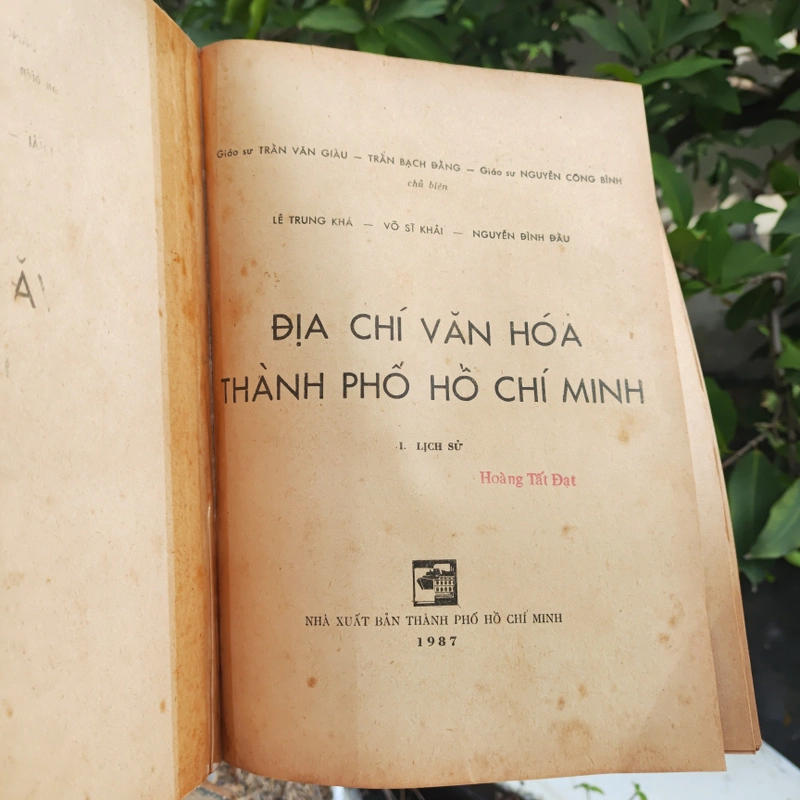 Giáo sư TRẦN VĂN GIÀU — TRẦN BẠCH ĐẰNG — Giáo sư NGUYỄN CÔNG BÌNH
chủ biên
LÊ TRUNG KHÁ — VÕ SĨ KHẢI — NGUYỄN ĐÌNH ĐẦU
ĐỊA CHÍ VĂN HÓA
THÀNH PHỐ HỒ CHÍ MINH
I. LỊCH SỬ
Hoàng Tất Đạt
NHÀ XUẤT BẢN THÀNH PHỐ HỒ CHÍ MINH
1987